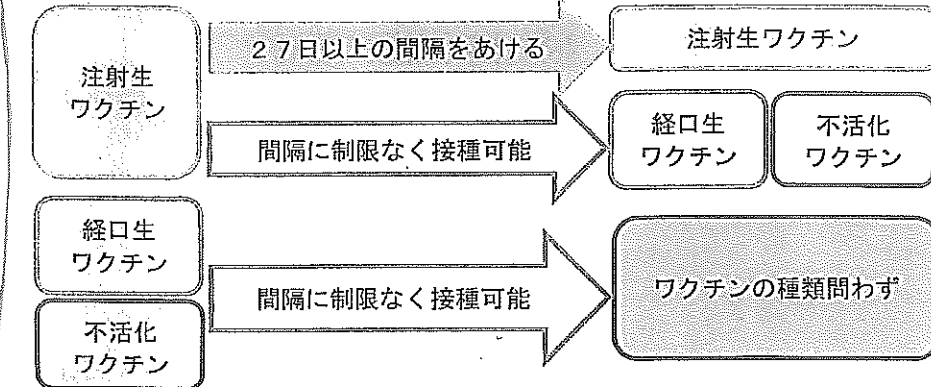 注射生
ワクチン
27日以上の間隔をあける
注射生ワクチン
間隔に制限なく接種可能
経口生
ワクチン
不活化
ワクチン
経口生
ワクチン
不活化
ワクチン
間隔に制限なく接種可能
ワクチンの種類問わず